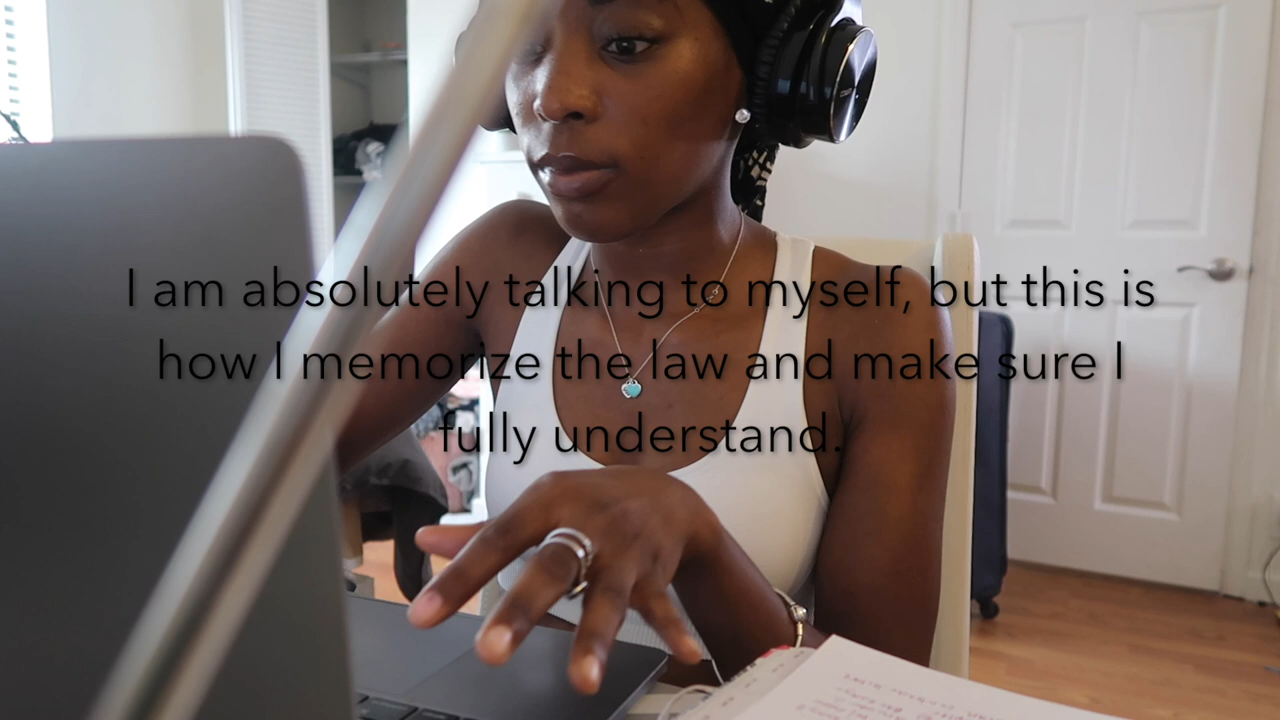 I am absolutely talking to myself, but this is
how I memorize the law and make sure I
fully understand.